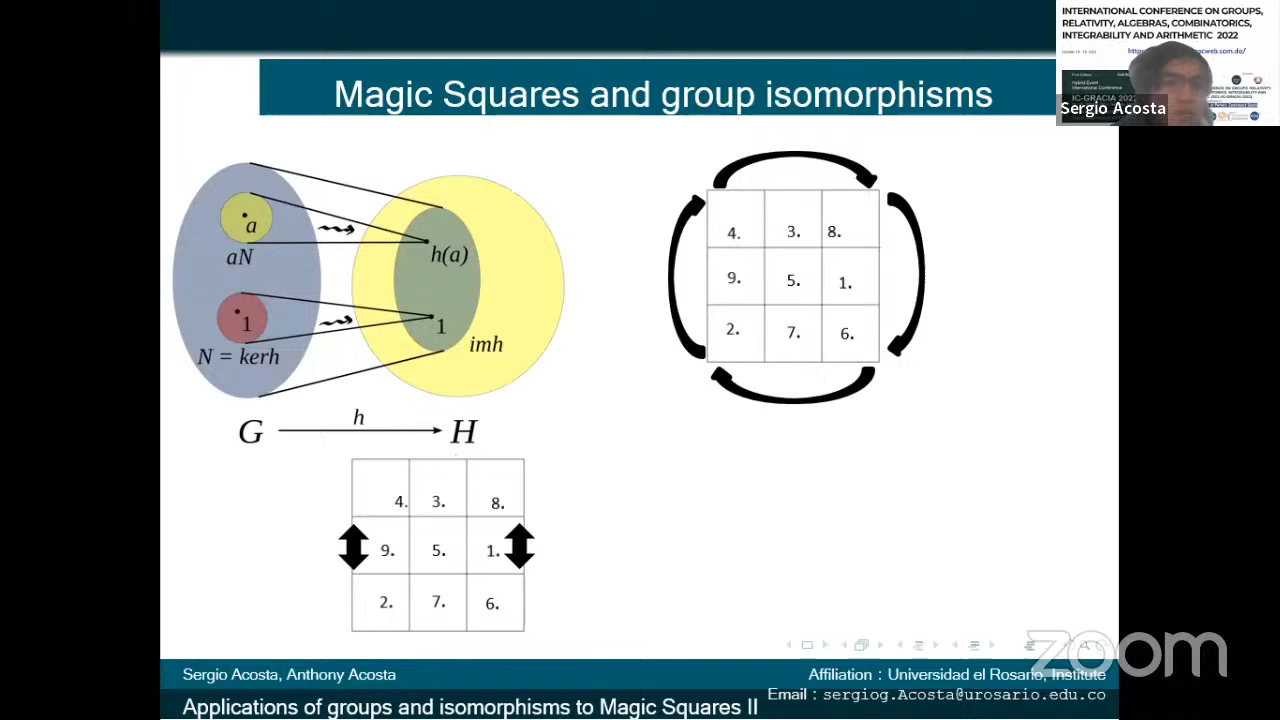 INTERNATIONAL CONFERENCE ON GROUPS,
RELATIVITY, ALGEBRAS, COMBINATORICS,
INTEGRABILITY AND ARITHMETIC 2022
Sergio Acosta
Magic Squares and group isomorphisms
a
aN
h(a)
1
1
N = kerh
imh
G
h
H
4. 3. 8.
9. 5. 1.
2. 7. 6.
4. 3. 8.
9. 5. 1.
2. 7. 6.
zoom
Sergio Acosta, Anthony Acosta
Affiliation : Universidad el Rosario, Institute
Email : sergiog.Acosta@urosario.edu.co
Applications of groups and isomorphisms to Magic Squares II